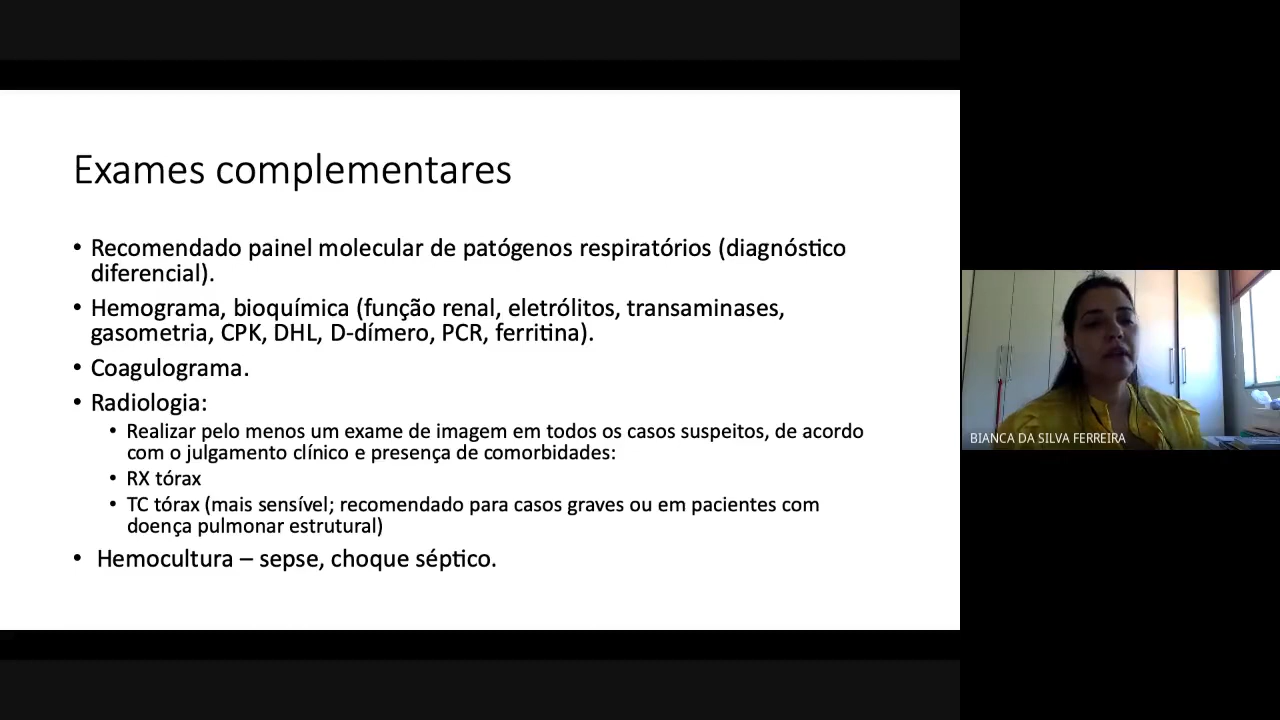 Exames complementares
• Recomendado painel molecular de patógenos respiratórios (diagnóstico
diferencial).
• Hemograma, bioquímica (função renal, eletrólitos, transaminases,
gasometria, CPK, DHL, D-dímero, PCR, ferritina).
• Coagulograma.
• Radiologia:
• Realizar pelo menos um exame de imagem em todos os casos suspeitos, de acordo
com o julgamento clínico e presença de comorbidades:
• RX tórax
• TC tórax (mais sensível; recomendado para casos graves ou em pacientes com
doença pulmonar estrutural)
• Hemocultura – sepse, choque séptico.
BIANCA DA SILVA FERREIRA